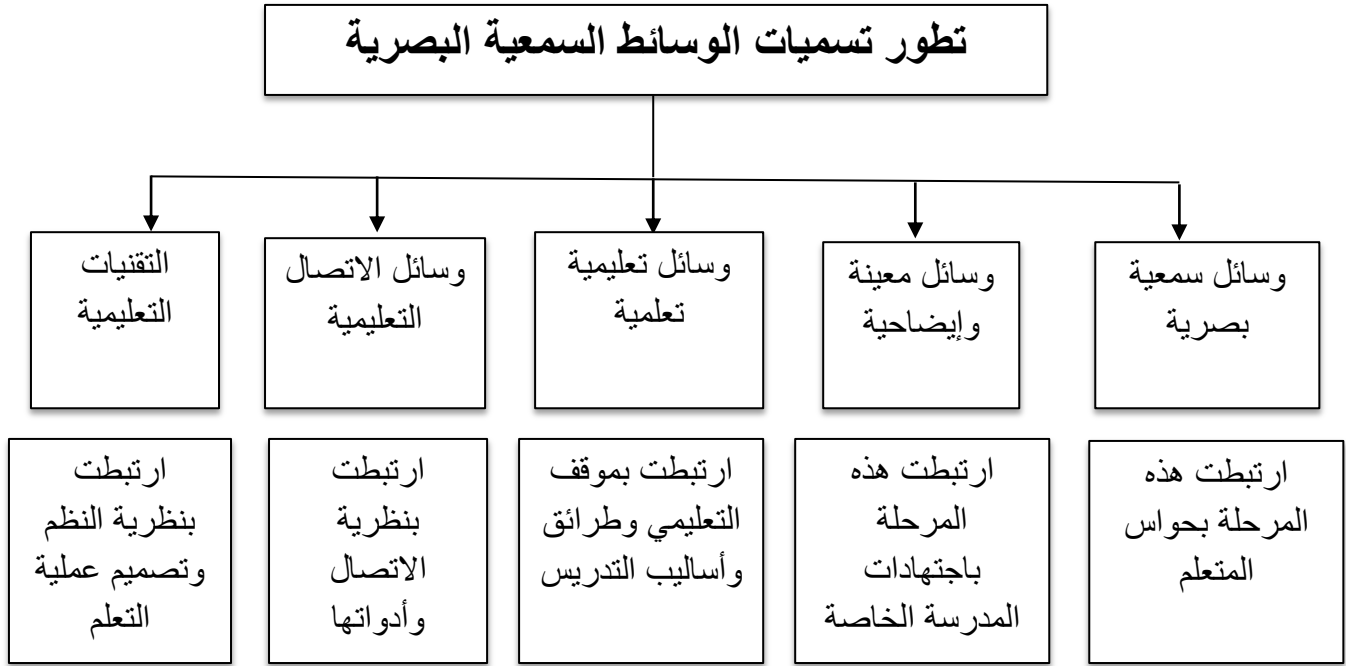 تطور تسميات الوسائط السمعية البصرية
وسائل سمعية
بصرية
وسائل معينة
وإيضاحية
وسائل تعليمية
تعلمية
وسائل الاتصال
التعليمية
التقنيات
التعليمية
ارتبطت هذه
المرحلة بحواس
المتعلم
ارتبطت هذه
المرحلة
باجتهادات
المدرسة الخاصة
ارتبطت بموقف
التعليمي وطرائق
وأساليب التدريس
ارتبطت
بنظرية
الاتصال
وأدواتها
ارتبطت
بنظرية النظم
وتصميم عملية
التعلم